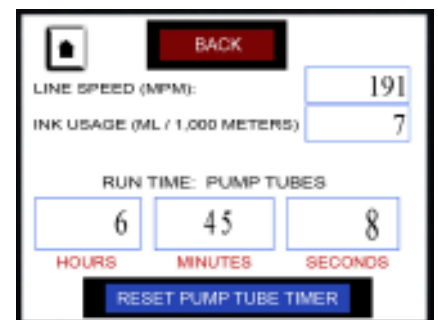 BACK
LINE SPEED (MPM): 191
INK USAGE (ML / 1,000 METERS) 7
RUN TIME: PUMP TUBES
6 45 8
HOURS MINUTES SECONDS
RESET PUMP TUBE TIMER